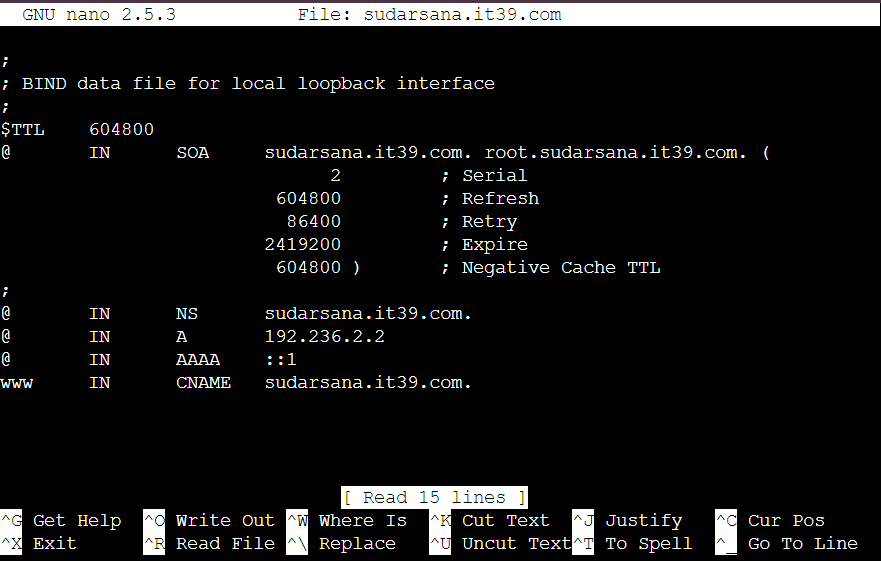 GNU nano 2.5.3 File: sudarsana.it39.com
;
; BIND data file for local loopback interface
;
$TTL 604800
@ IN SOA sudarsana.it39.com. root.sudarsana.it39.com. (
2 ; Serial
604800 ; Refresh
86400 ; Retry
2419200 ; Expire
604800 ) ; Negative Cache TTL
;
@ IN NS sudarsana.it39.com.
@ IN A 192.236.2.2
@ IN AAAA ::1
www IN CNAME sudarsana.it39.com.
[ Read 15 lines ]
^G Get Help ^O Write Out ^W Where Is ^K Cut Text ^J Justify ^C Cur Pos
^X Exit ^R Read File ^\ Replace ^U Uncut Text^T To Spell ^_ Go To Line